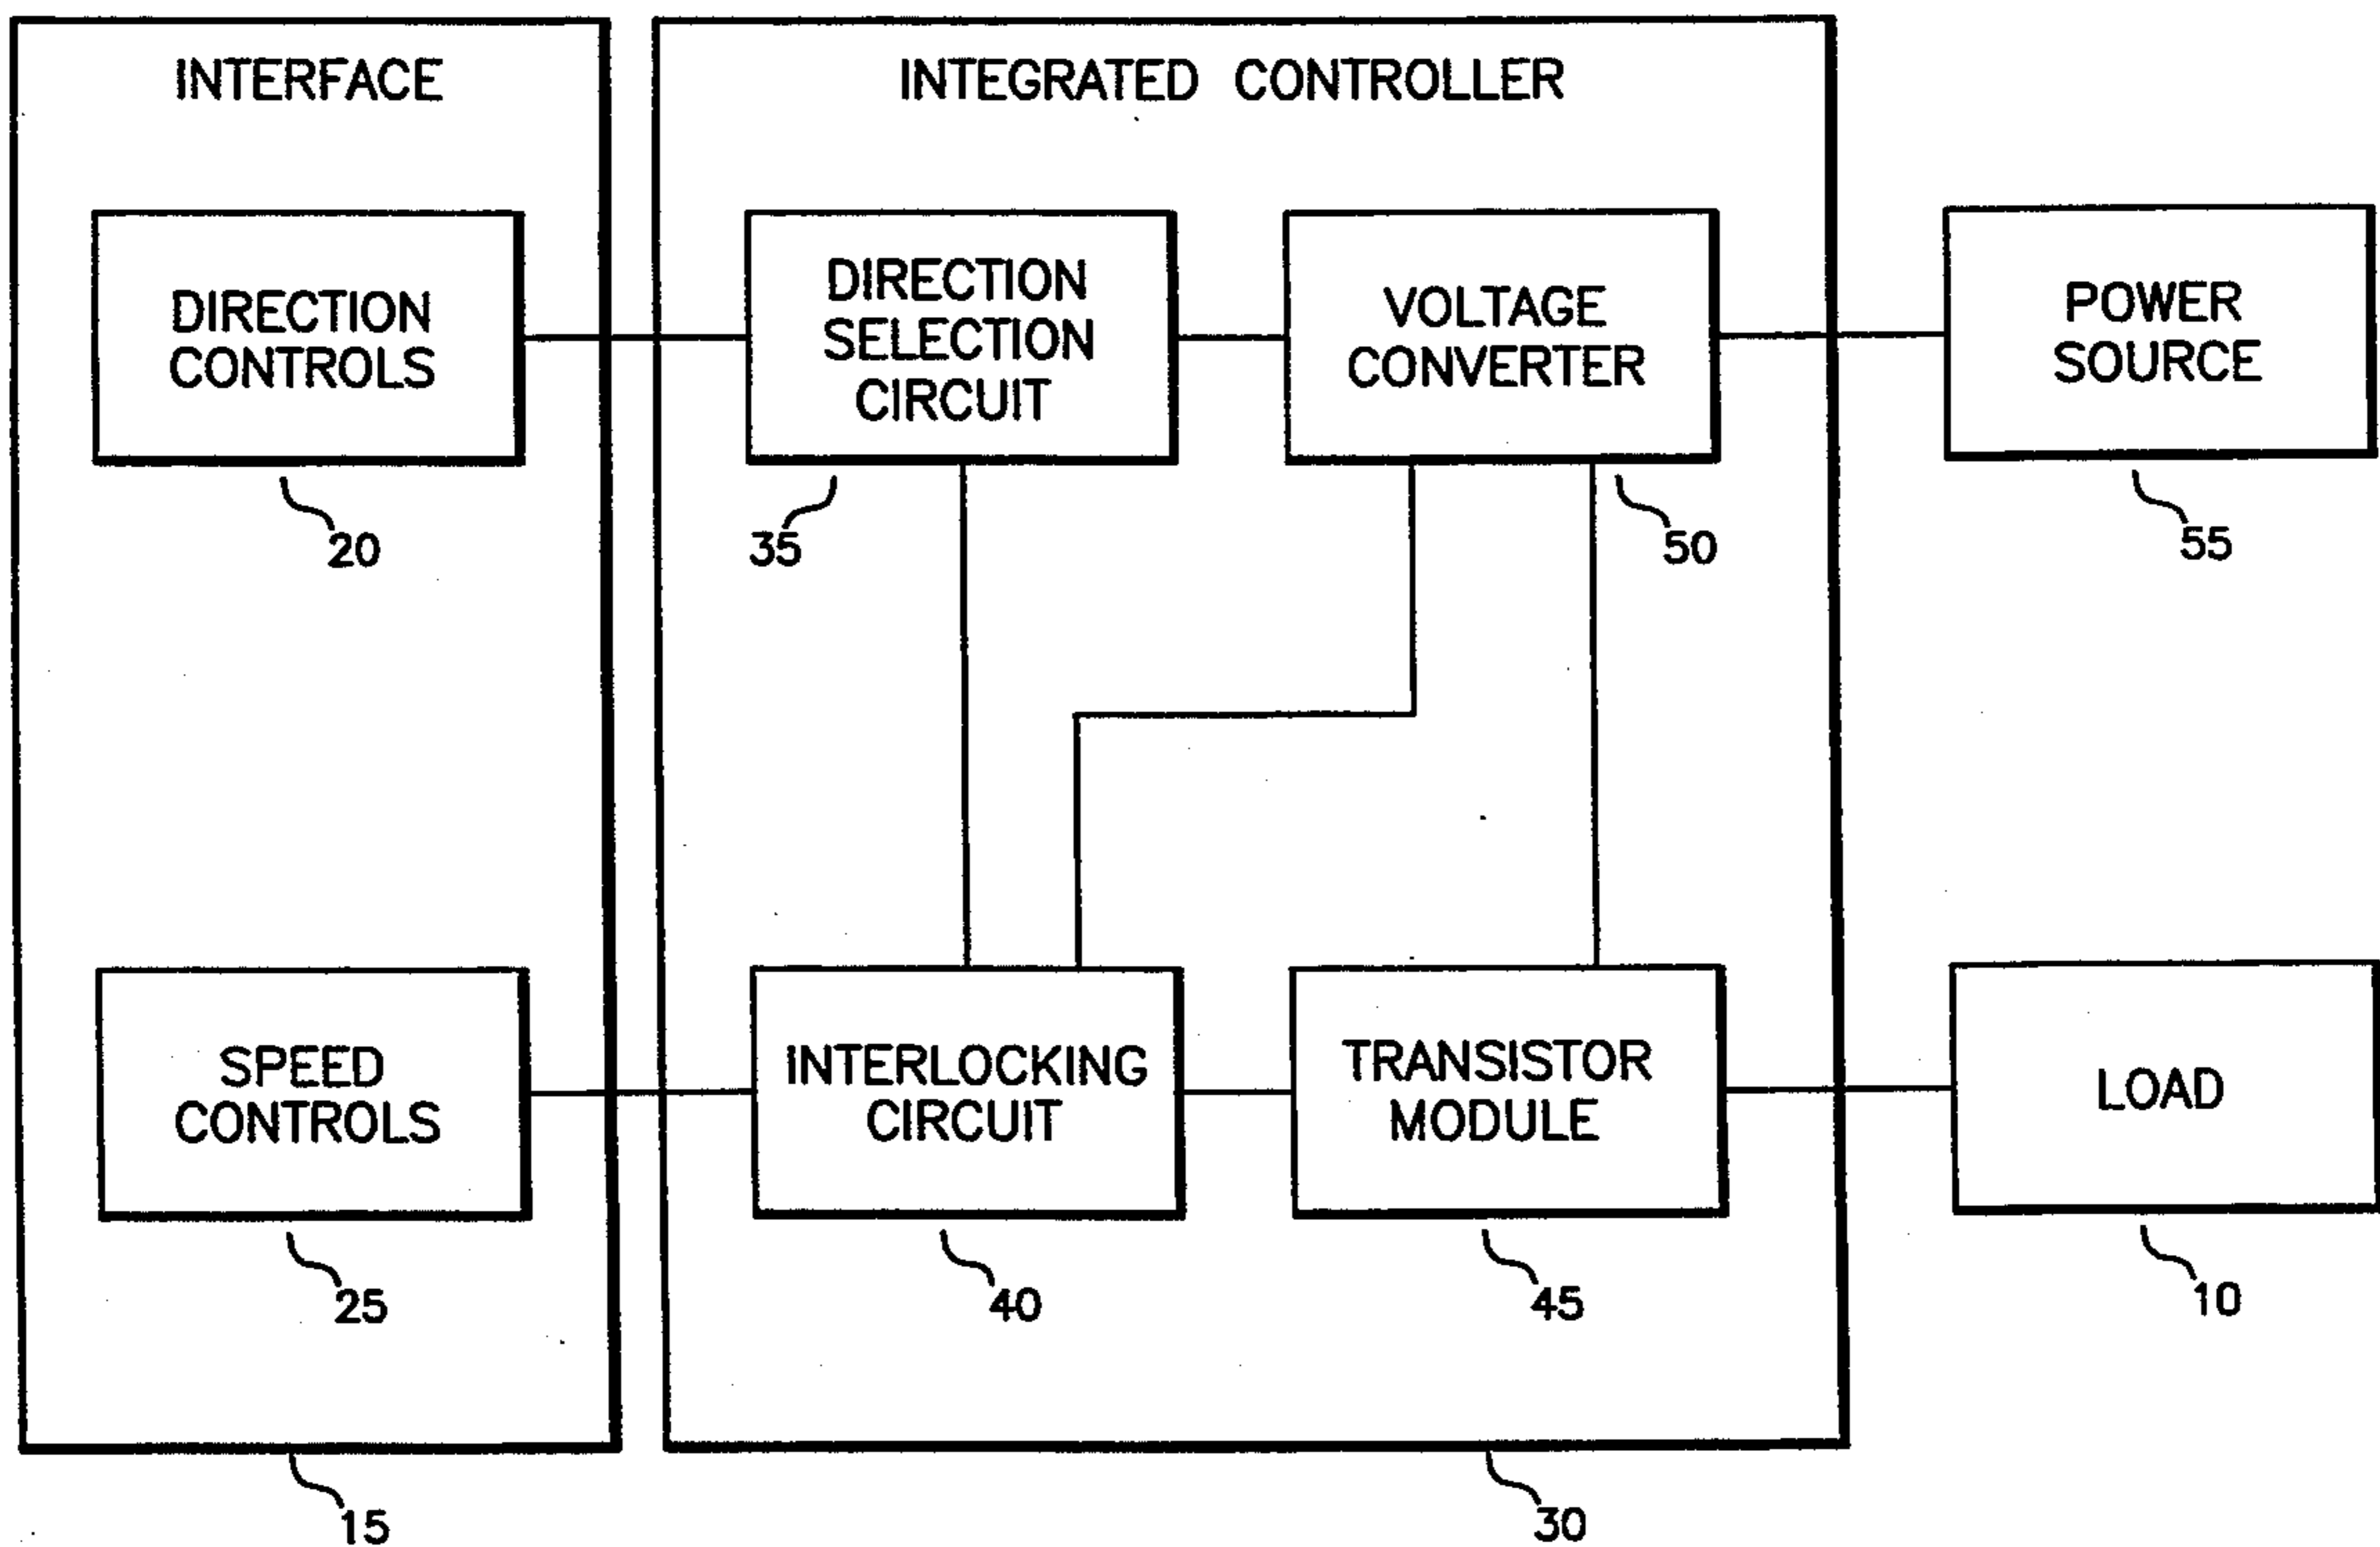 INTERFACE
INTEGRATED CONTROLLER
DIRECTION
CONTROLS
20
DIRECTION
SELECTION
CIRCUIT
35
VOLTAGE
CONVERTER
50
POWER
SOURCE
55
SPEED
CONTROLS
25
INTERLOCKING
CIRCUIT
40
TRANSISTOR
MODULE
45
LOAD
10
15
30